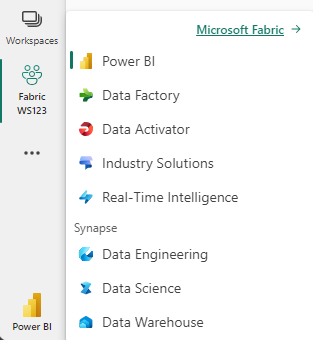 Workspaces
Fabric
WS123
Power BI
Microsoft Fabric
Power BI
Data Factory
Data Activator
Industry Solutions
Real-Time Intelligence
Synapse
Data Engineering
Data Science
Data Warehouse